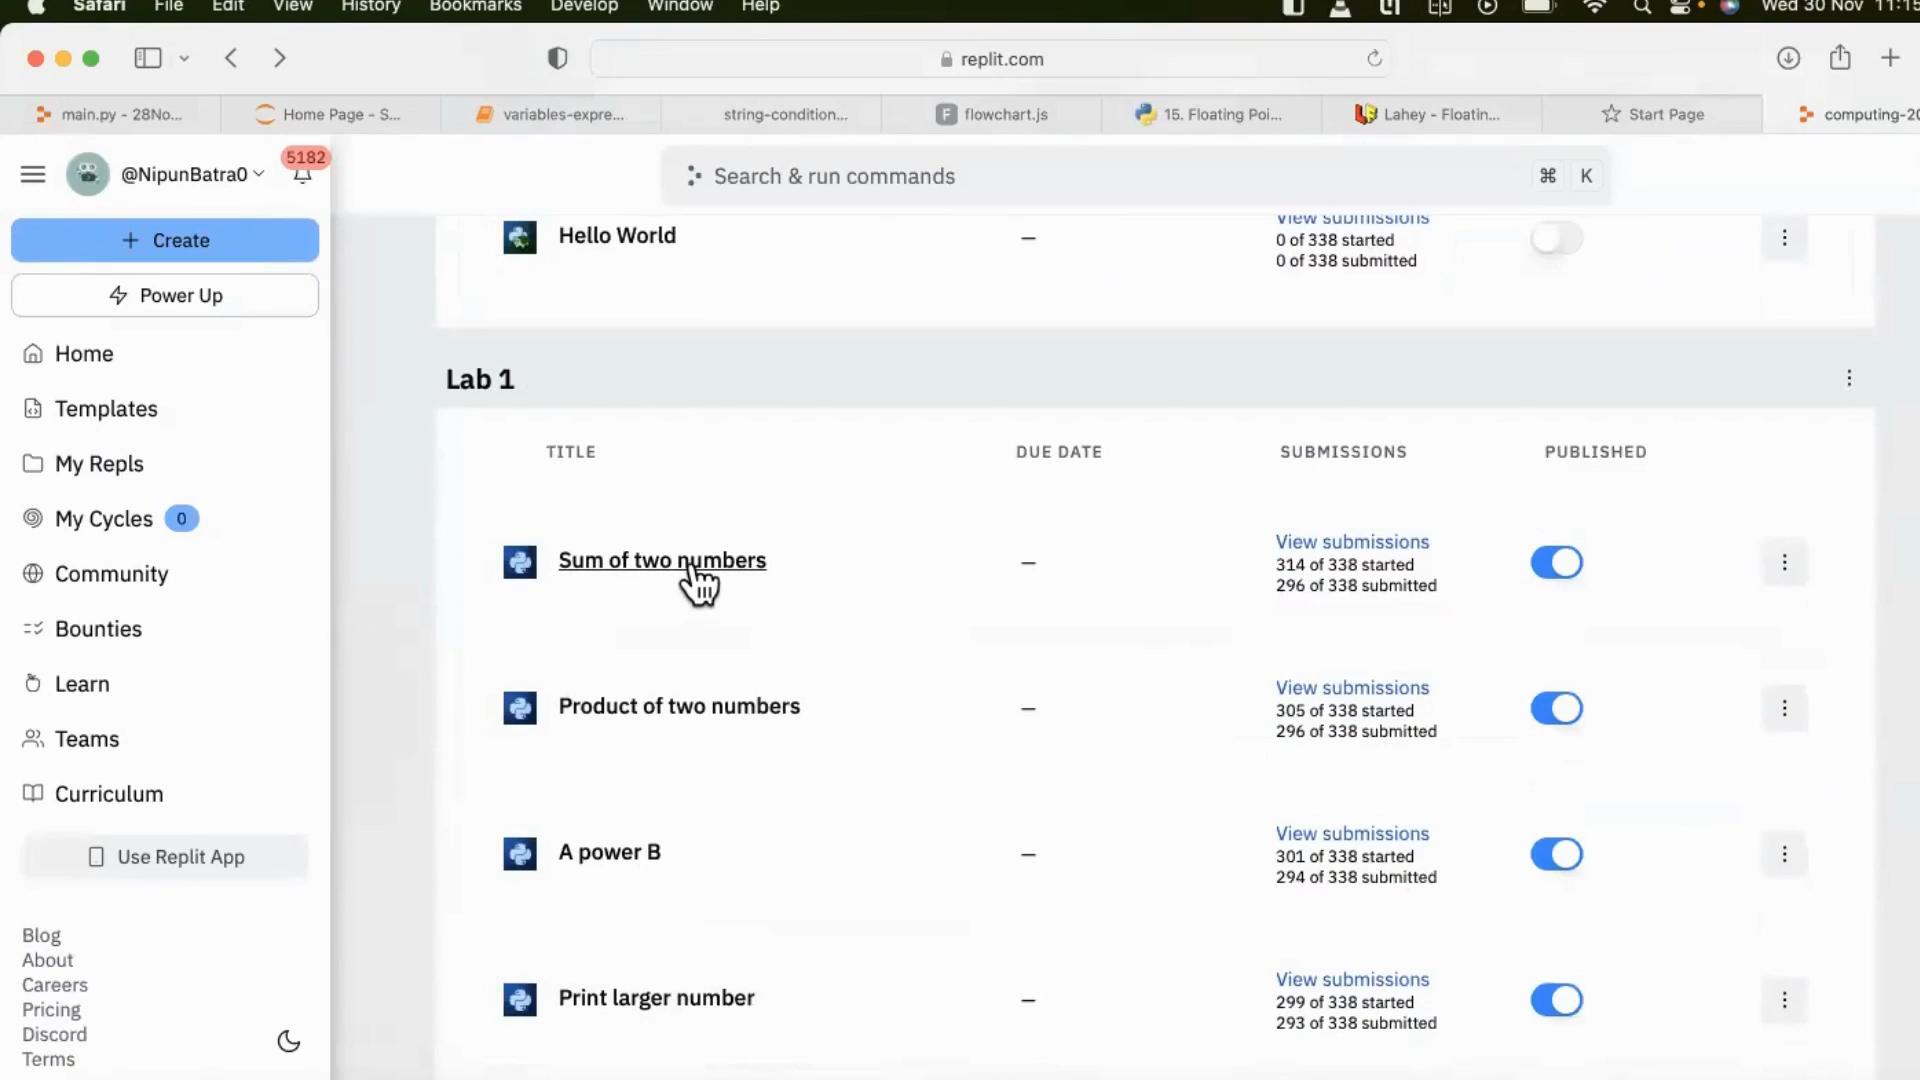 Safari File Edit View History Bookmarks Develop Window Help Wed 30 Nov 11:15
replit.com
main.py - 28No... Home Page - S... variables-expre... string-condition... flowchart.js 15. Floating Poi... Lahey - Floatin... Start Page computing-20
@NipunBatra0
5182
Search & run commands ⌘ K
+ Create
Power Up
Home
Templates
My Repls
My Cycles 0
Community
Bounties
Learn
Teams
Curriculum
Use Replit App
Blog
About
Careers
Pricing
Discord
Terms
View submissions
Hello World — 0 of 338 started
0 of 338 submitted
Lab 1
TITLE DUE DATE SUBMISSIONS PUBLISHED
View submissions
Sum of two numbers — 314 of 338 started
296 of 338 submitted
View submissions
Product of two numbers — 305 of 338 started
296 of 338 submitted
View submissions
A power B — 301 of 338 started
294 of 338 submitted
View submissions
Print larger number — 299 of 338 started
293 of 338 submitted